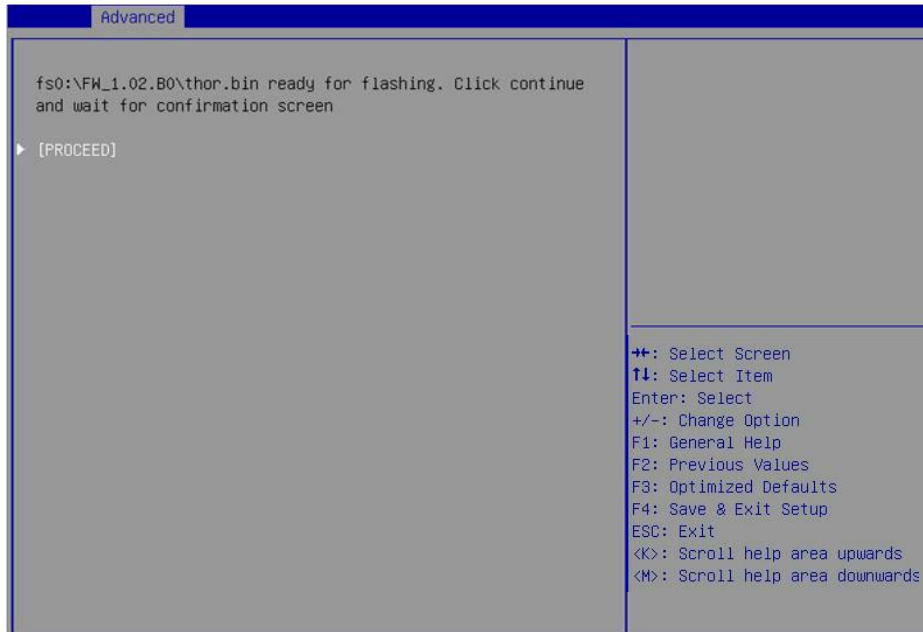 Advanced
fs0:\FW_1.02.B0\thor.bin ready for flashing. Click continue
and wait for confirmation screen
[PROCEED]
→←: Select Screen
↑↓: Select Item
Enter: Select
+/-: Change Option
F1: General Help
F2: Previous Values
F3: Optimized Defaults
F4: Save & Exit Setup
ESC: Exit
<K>: Scroll help area upwards
<M>: Scroll help area downwards